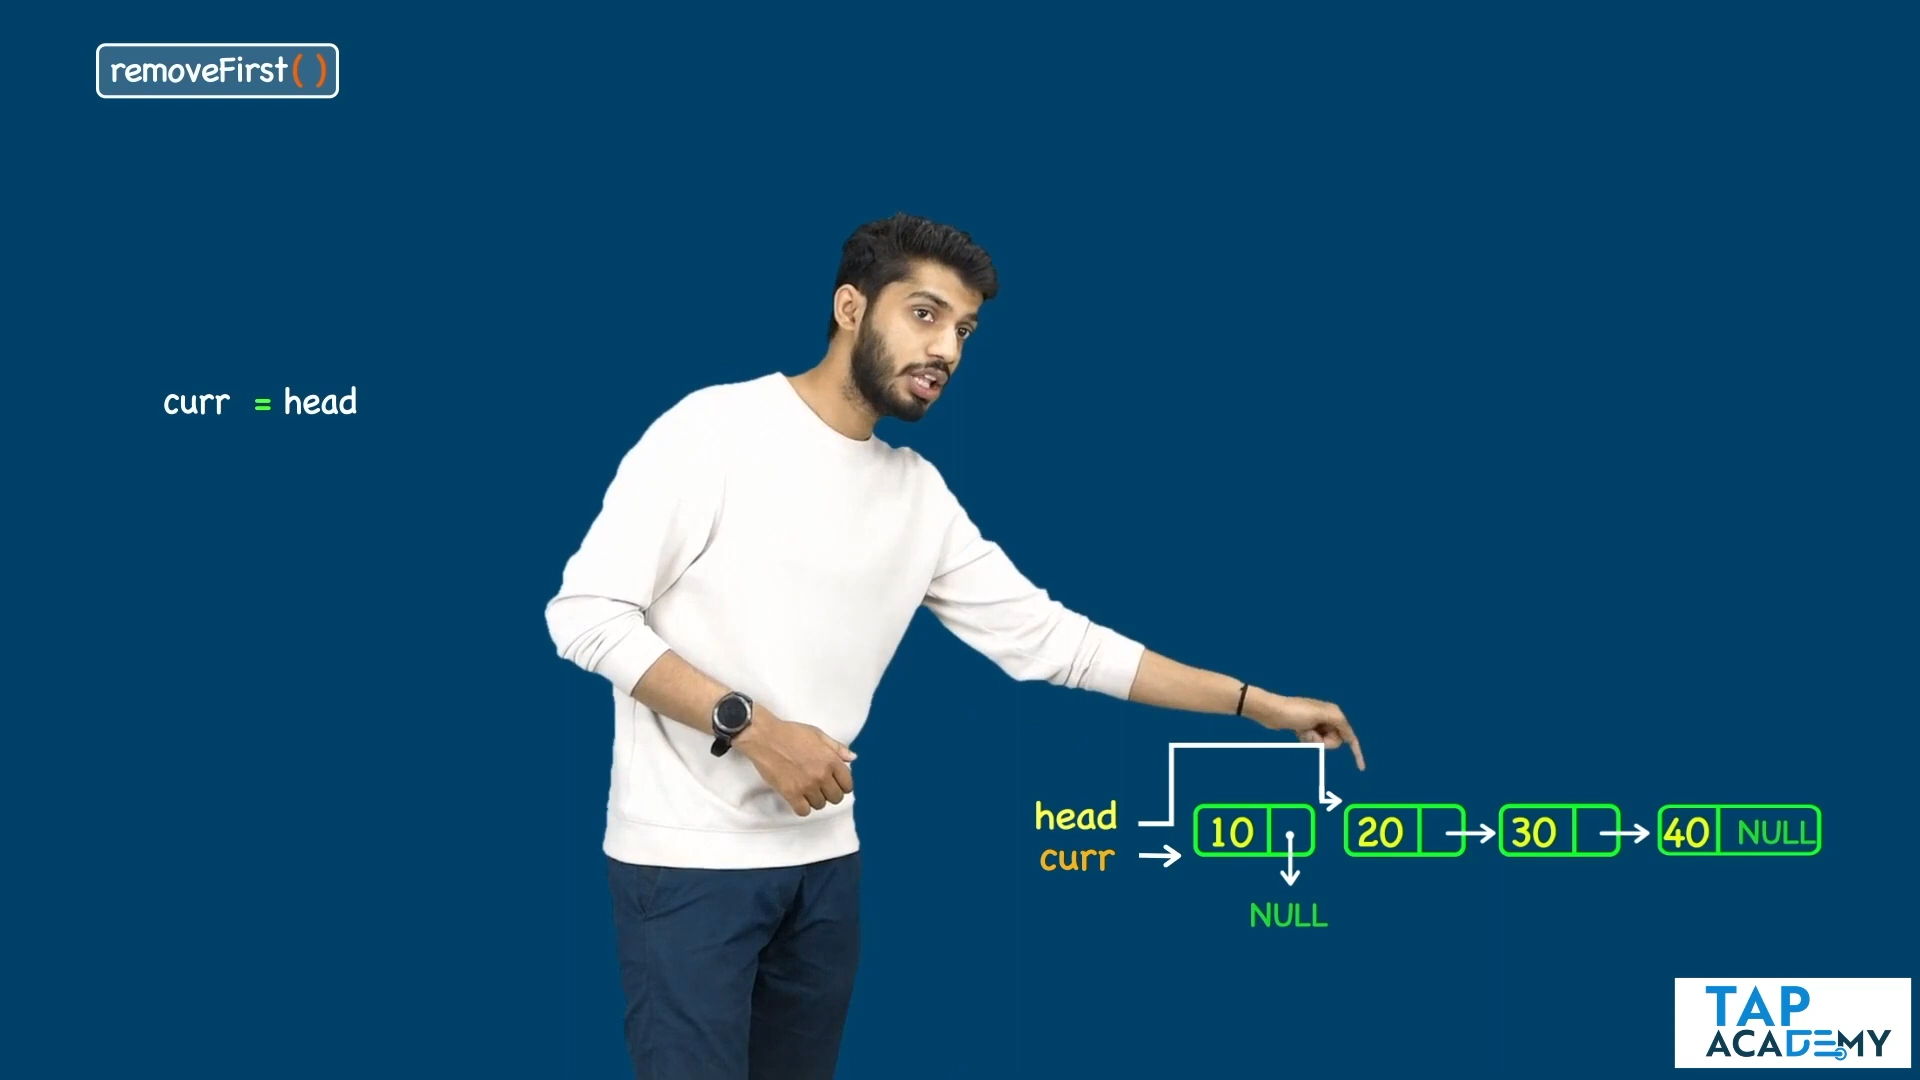 removeFirst( )
curr = head
head
curr
10
20
30
40 NULL
NULL
TAP
ACADEMY